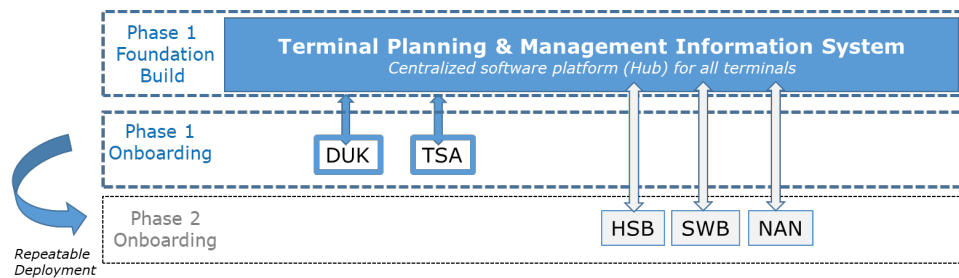 Phase 1
Foundation
Build
Terminal Planning & Management Information System
Centralized software platform (Hub) for all terminals
Phase 1
Onboarding
DUK
TSA
Phase 2
Onboarding
HSB
SWB
NAN
Repeatable
Deployment